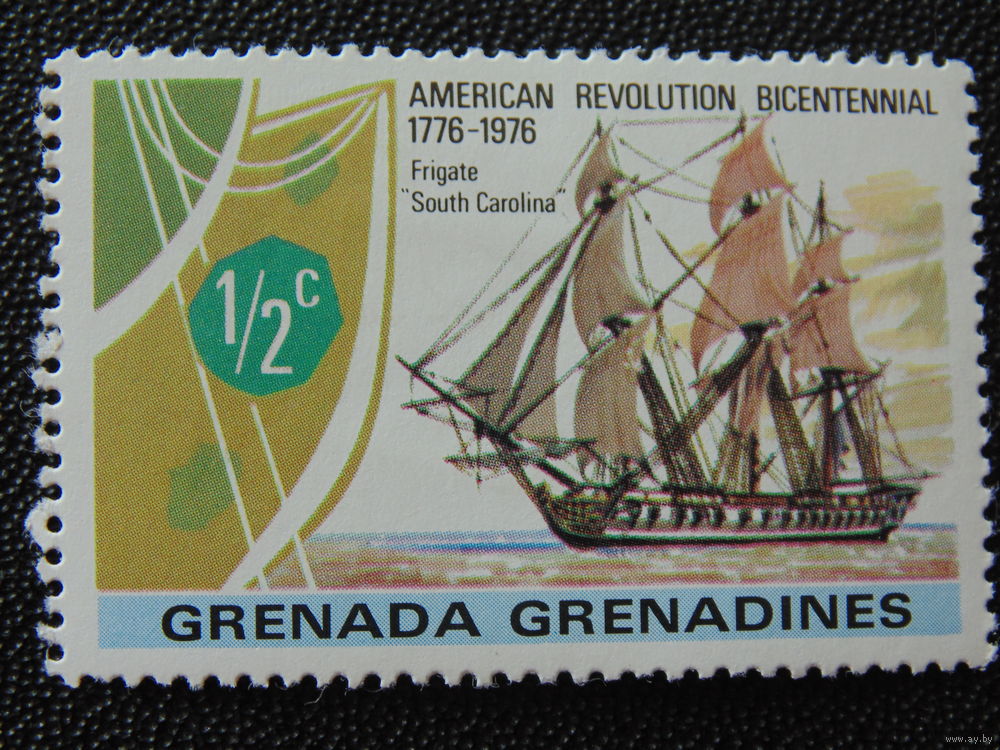 AMERICAN REVOLUTION BICENTENNIAL
1776-1976
Frigate
"South Carolina"
1/2c
GRENADA GRENADINES
www.ay.by